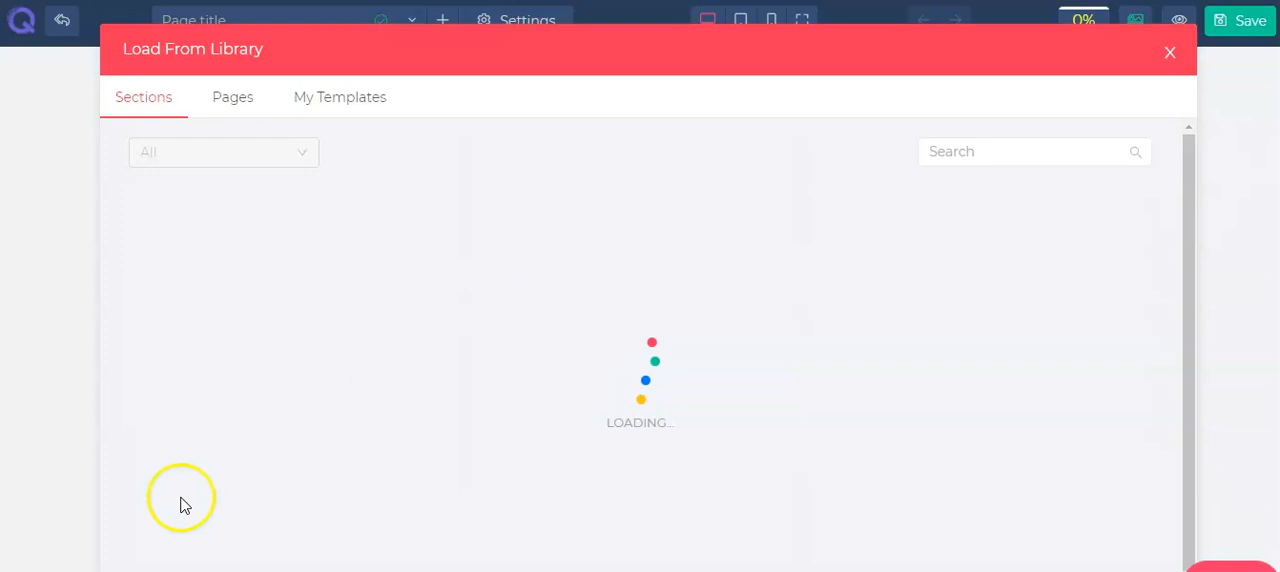 Page title
Settings
0%
Save
Load From Library
X
Sections
Pages
My Templates
All
Search
LOADING...